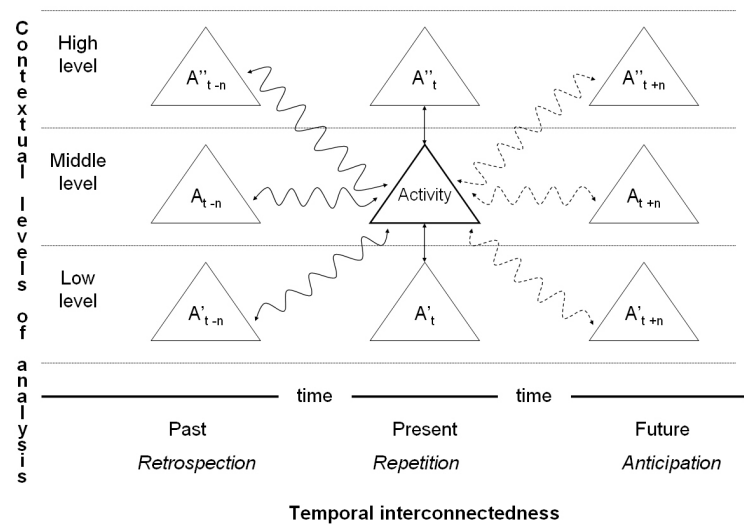 Contextual levels of analysis
High
level
A''t-n
A''t
A''t+n
Middle
level
At-n
Activity
At+n
Low
level
A't-n
A't
A't+n
time
time
Past
Present
Future
Retrospection
Repetition
Anticipation
Temporal interconnectedness